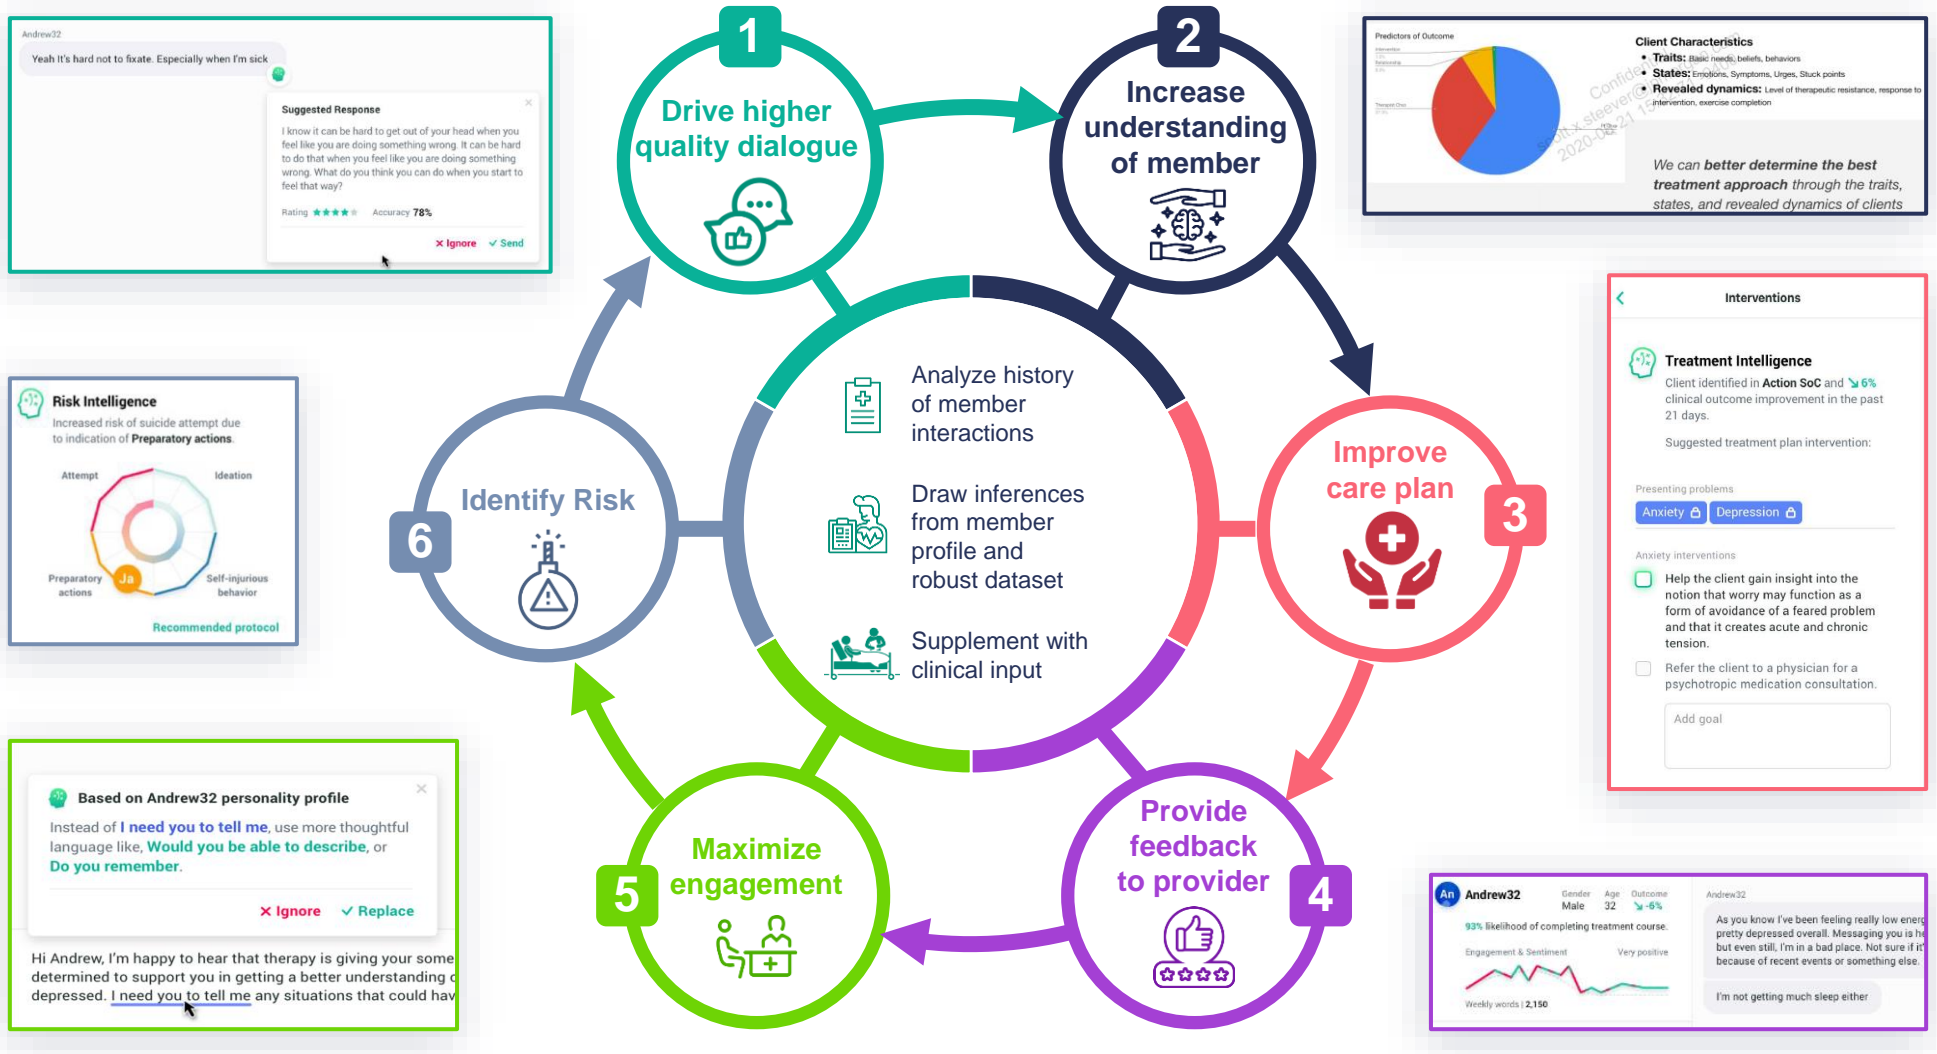 Andrew32
Yeah It's hard not to fixate. Especially when I'm sick
Suggested Response
I know it can be hard to get out of your head when you
feel like you are doing something wrong. It can be hard
to do that when you feel like you are doing something
wrong. What do you think you can do when you start to
feel that way?
Rating
Accuracy 78%
Ignore
Send
1
Drive higher
quality dialogue
2
Increase
understanding
of member
Predictors of Outcome
Client Characteristics
Traits: Basic needs, beliefs, behaviors
States: Emotions, Symptoms, Urges, Stuck points
Revealed dynamics: Level of therapeutic resistance, response to
intervention, exercise completion
We can better determine the best
treatment approach through the traits,
states, and revealed dynamics of clients
Interventions
Treatment Intelligence
Client identified in Action SoC and 6%
clinical outcome improvement in the past
21 days.
Suggested treatment plan intervention:
Presenting problems
Anxiety
Depression
Anxiety interventions
Help the client gain insight into the
notion that worry may function as a
form of avoidance of a feared problem
and that it creates acute and chronic
tension.
Refer the client to a physician for a
psychotropic medication consultation.
Add goal
Analyze history
of member
interactions
Draw inferences
from member
profile and
robust dataset
Supplement with
clinical input
Improve
care plan
3
Risk Intelligence
Increased risk of suicide attempt due
to indication of Preparatory actions.
Attempt
Ideation
Preparatory
actions
Ja
Self-injurious
behavior
Recommended protocol
6
Identify Risk
Provide
feedback
to provider
4
Maximize
engagement
5
Based on Andrew32 personality profile
Instead of I need you to tell me, use more thoughtful
language like, Would you be able to describe, or
Do you remember.
Ignore
Replace
Hi Andrew, I'm happy to hear that therapy is giving your some
determined to support you in getting a better understanding
depressed. I need you to tell me any situations that could hav
An
Andrew32
Gender
Male
Age
32
Outcome
-6%
93% likelihood of completing treatment course.
Engagement & Sentiment
Very positive
Weekly words | 2,150
Andrew32
As you know I've been feeling really low energ
pretty depressed overall. Messaging you is he
but even still, I'm in a bad place. Not sure if it'
because of recent events or something else.
I'm not getting much sleep either